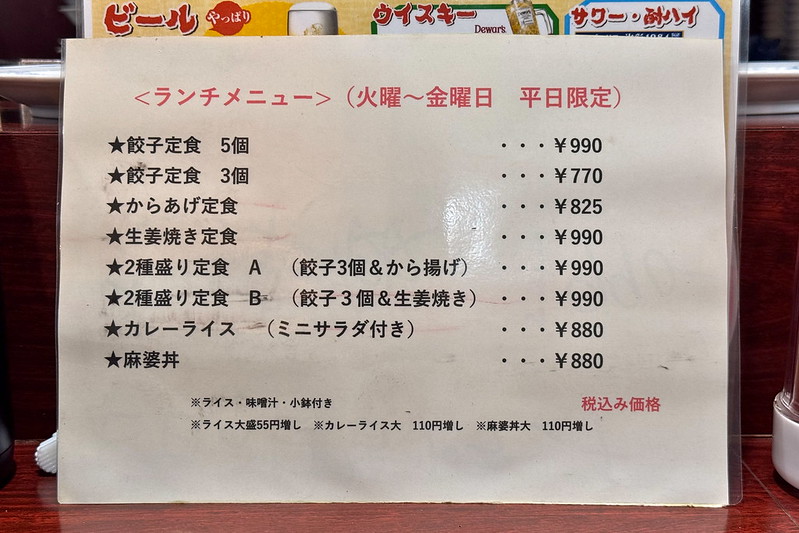 ビール やっぱり
ウイスキー
Dewar's
サワー・酎ハイ
<ランチメニュー>（火曜～金曜日　平日限定）
★餃子定食　5個　・・・￥990
★餃子定食　3個　・・・￥770
★からあげ定食　・・・￥825
★生姜焼き定食　・・・￥990
★2種盛り定食　A　（餃子3個＆から揚げ）　・・・￥990
★2種盛り定食　B　（餃子３個＆生姜焼き）　・・・￥990
★カレーライス　（ミニサラダ付き）　・・・￥880
★麻婆丼　・・・￥880
※ライス・味噌汁・小鉢付き　税込み価格
※ライス大盛55円増し　※カレーライス大　110円増し　※麻婆丼大　110円増し